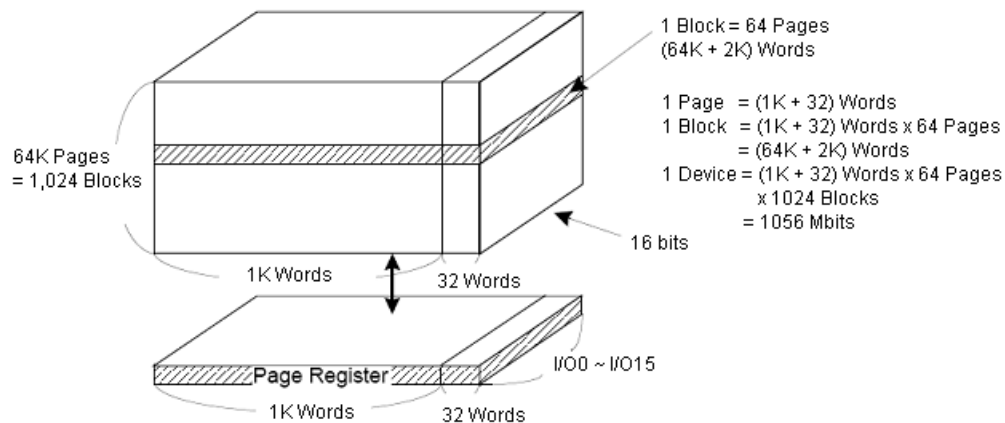 1 Block = 64 Pages
(64K + 2K) Words
1 Page = (1K + 32) Words
1 Block = (1K + 32) Words x 64 Pages
= (64K + 2K) Words
1 Device = (1K + 32) Words x 64 Pages
x 1024 Blocks
= 1056 Mbits
64K Pages
= 1,024 Blocks
16 bits
1K Words
32 Words
Page Register
I/O0 ~ I/O15
1K Words
32 Words